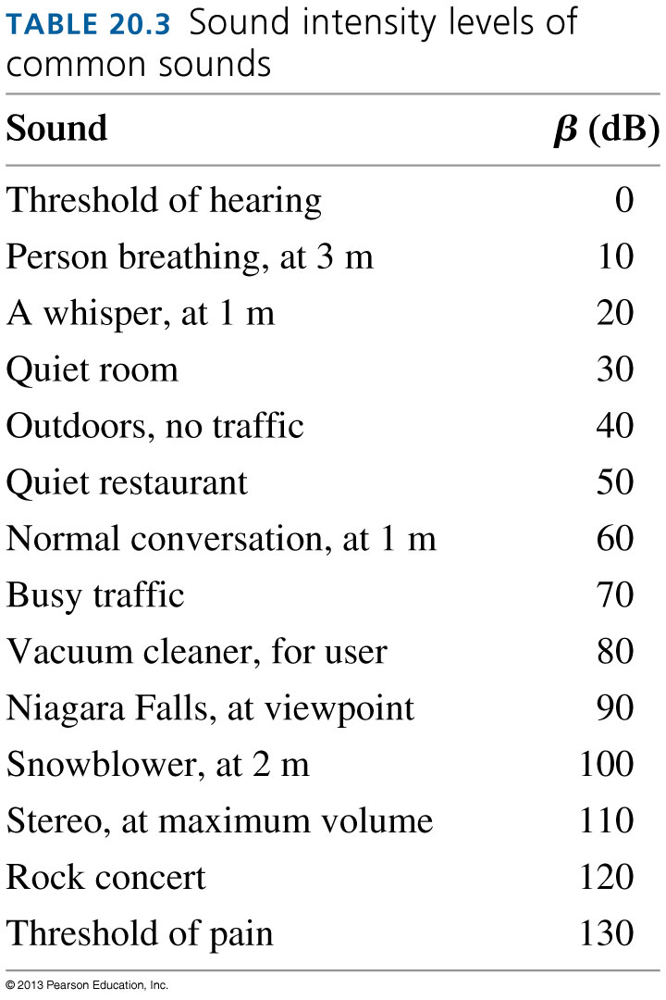 TABLE 20.3 Sound intensity levels of
common sounds
Sound β (dB)
Threshold of hearing 0
Person breathing, at 3 m 10
A whisper, at 1 m 20
Quiet room 30
Outdoors, no traffic 40
Quiet restaurant 50
Normal conversation, at 1 m 60
Busy traffic 70
Vacuum cleaner, for user 80
Niagara Falls, at viewpoint 90
Snowblower, at 2 m 100
Stereo, at maximum volume 110
Rock concert 120
Threshold of pain 130
© 2013 Pearson Education, Inc.